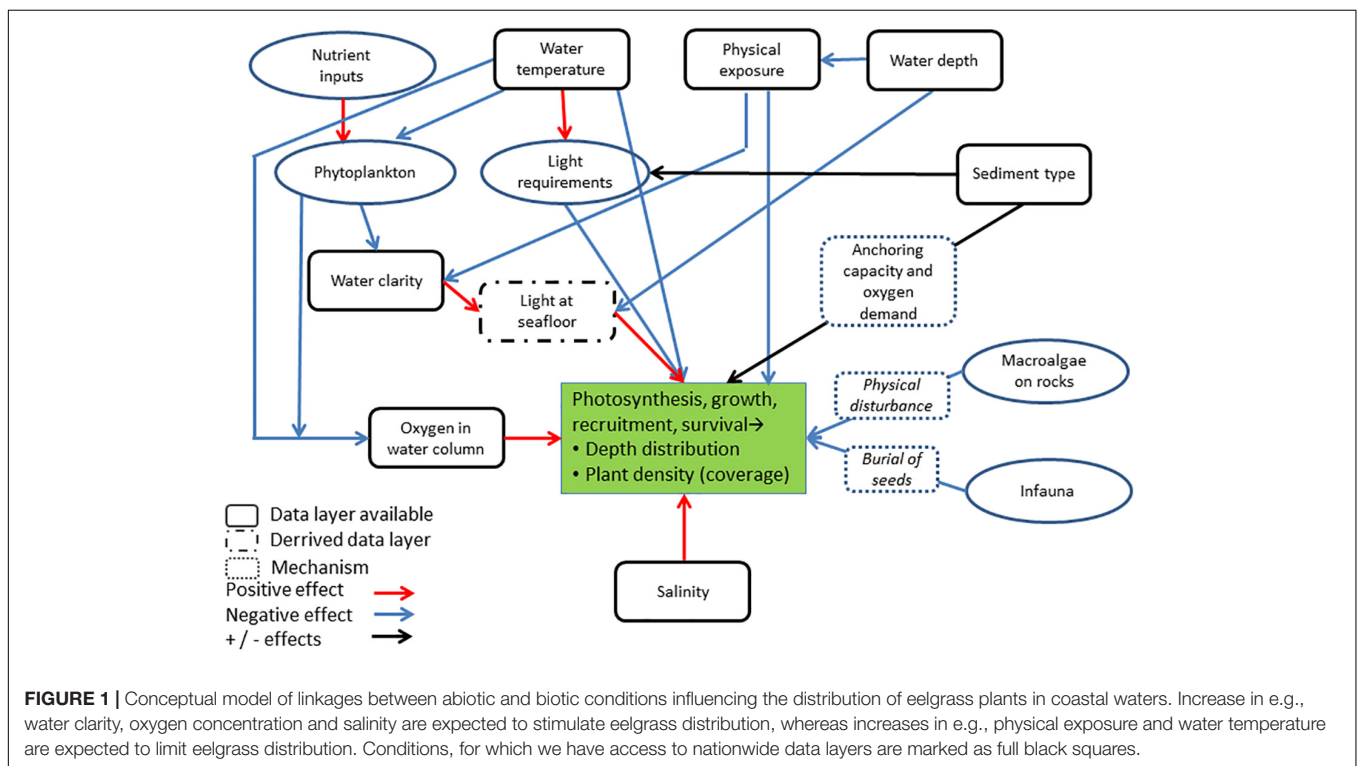 Nutrient
inputs
Water
temperature
Physical
exposure
Water depth
Phytoplankton
Light
requirements
Sediment type
Water clarity
Light at
seafloor
Anchoring
capacity and
oxygen
demand
Macroalgae
on rocks
Physical
disturbance
Photosynthesis, growth,
recruitment, survival→
• Depth distribution
• Plant density (coverage)
Oxygen in
water column
Burial of
seeds
Infauna
Salinity
Data layer available
Derrived data layer
Mechanism
Positive effect
Negative effect
+ / - effects
FIGURE 1 | Conceptual model of linkages between abiotic and biotic conditions influencing the distribution of eelgrass plants in coastal waters. Increase in e.g.,
water clarity, oxygen concentration and salinity are expected to stimulate eelgrass distribution, whereas increases in e.g., physical exposure and water temperature
are expected to limit eelgrass distribution. Conditions, for which we have access to nationwide data layers are marked as full black squares.